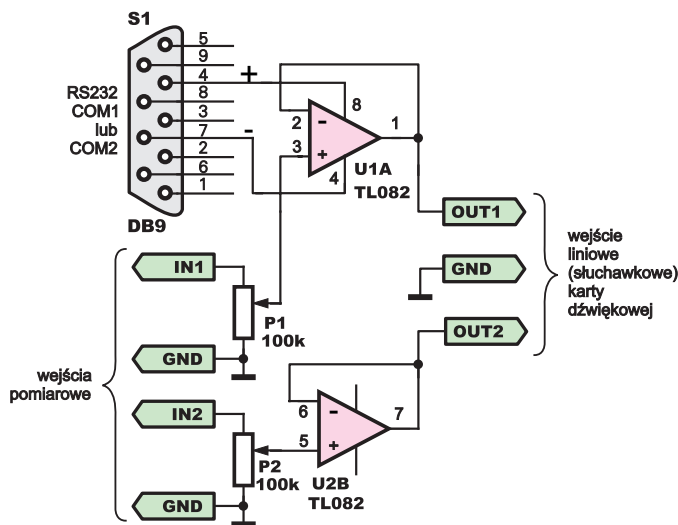 S1
5
9
4
8
3
7
2
6
1
+
-
RS232
COM1
lub
COM2
DB9
2
3
-
+
8
4
1
U1A
TL082
OUT1
GND
OUT2
wejście
liniowe
(słuchawkowe)
karty
dźwiękowej
IN1
P1
100k
GND
wejścia
pomiarowe
IN2
P2
100k
GND
6
5
-
+
7
U2B
TL082